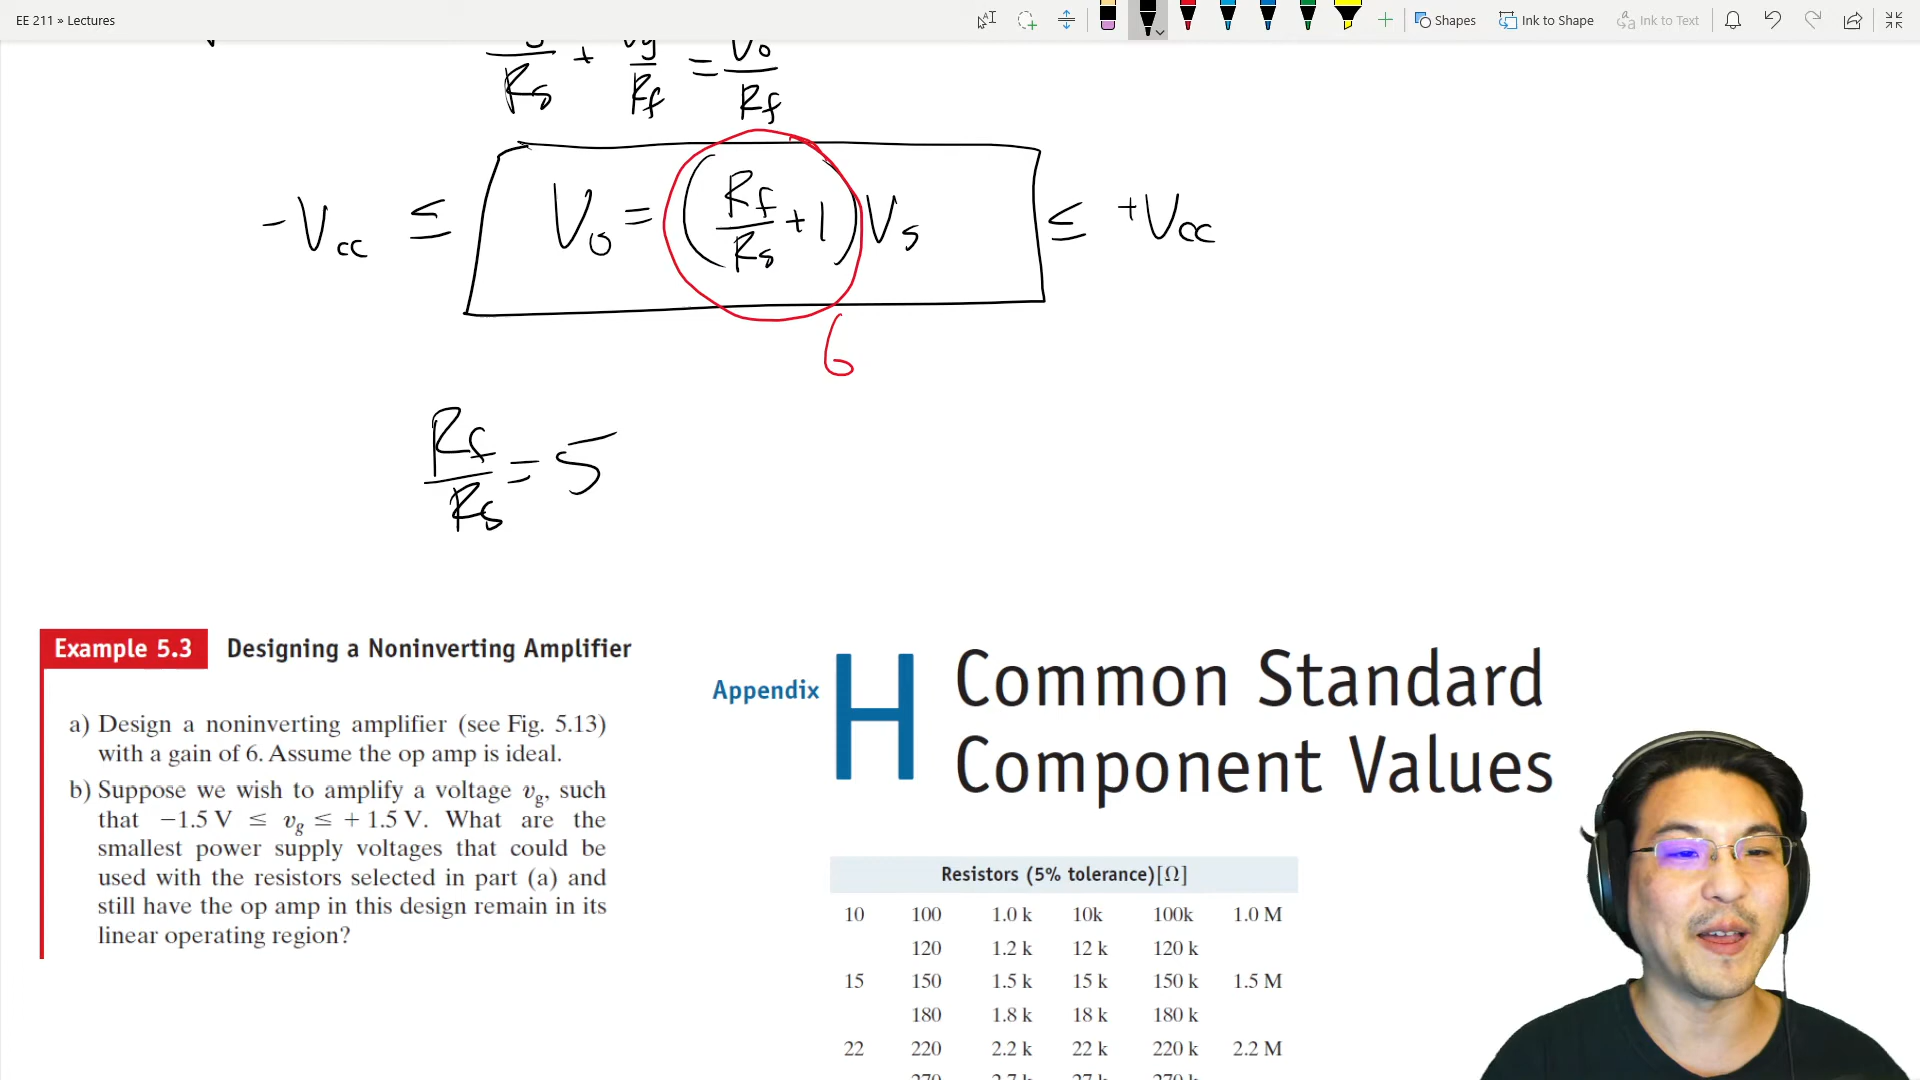 EE 211 » Lectures
Shapes
Ink to Shape
Ink to Text
Rs + Rf = Vo
Rf
-Vcc ≤ Vo = (Rf/Rs + 1) Vs ≤ +Vcc
6
Rf/Rs = 5
Example 5.3 Designing a Noninverting Amplifier
a) Design a noninverting amplifier (see Fig. 5.13)
with a gain of 6. Assume the op amp is ideal.
b) Suppose we wish to amplify a voltage vg, such
that −1.5 V ≤ vg ≤ + 1.5 V. What are the
smallest power supply voltages that could be
used with the resistors selected in part (a) and
still have the op amp in this design remain in its
linear operating region?
Appendix H Common Standard
Component Values
Resistors (5% tolerance)[Ω]
10 100 1.0 k 10k 100k 1.0 M
120 1.2 k 12 k 120 k
15 150 1.5 k 15 k 150 k 1.5 M
180 1.8 k 18 k 180 k
22 220 2.2 k 22 k 220 k 2.2 M